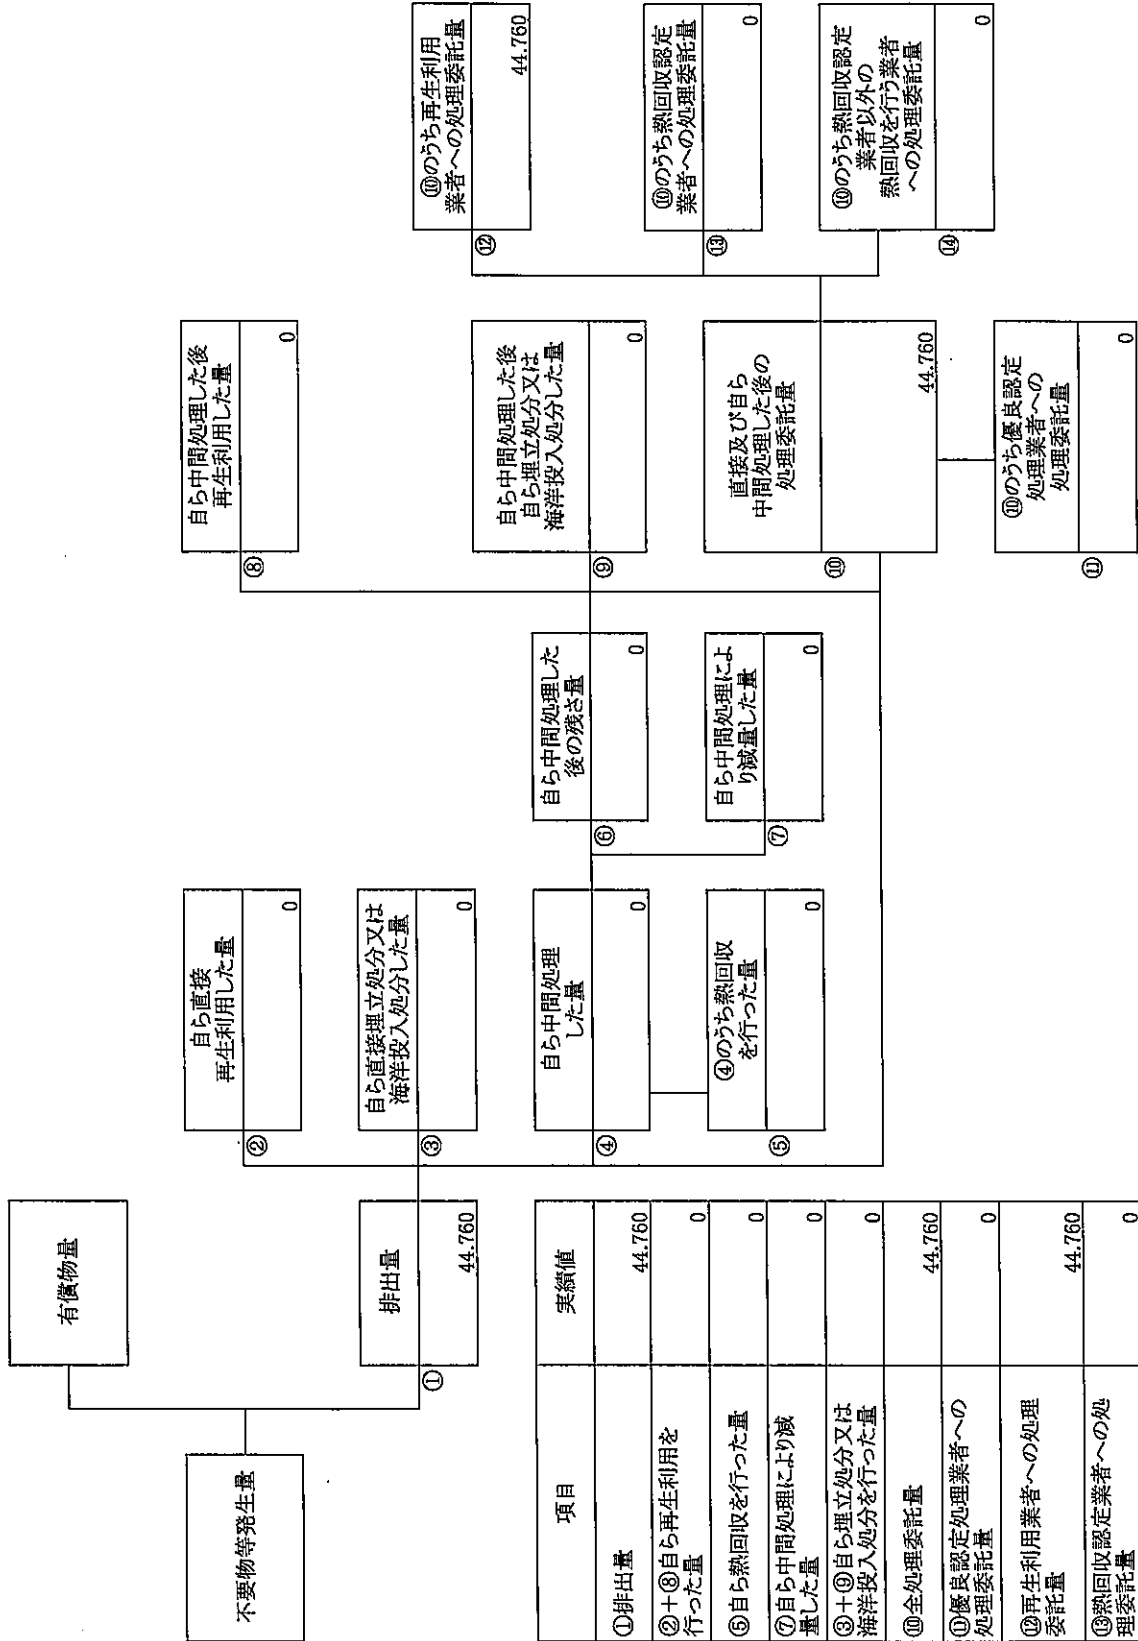 不要物等発生量
有償物量
①
排出量
44.760
②
自ら直接
再生利用した量
0
③
自ら直接埋立処分又は
海洋投入処分した量
0
④
自ら中間処理
した量
0
⑤
④のうち熱回収
を行った量
0
⑥
自ら中間処理した
後の残さ量
0
⑦
自ら中間処理によ
り減量した量
0
⑧
自ら中間処理した後
再生利用した量
0
⑨
自ら中間処理した後
自ら埋立処分又は
海洋投入処分した量
0
⑩
直接及び自ら
中間処理した後の
処理委託量
44.760
⑪
⑩のうち優良認定
処理業者への
処理委託量
0
⑫
⑩のうち再生利用
業者への処理委託量
44.760
⑬
⑩のうち熱回収認定
業者への処理委託量
0
⑭
⑩のうち熱回収認定
業者以外の
熱回収を行う業者
への処理委託量
0
項目 実績値
①排出量 44.760
②+⑧自ら再生利用を
行った量 0
⑤自ら熱回収を行った量 0
⑦自ら中間処理により減
量した量 0
③+⑨自ら埋立処分又は
海洋投入処分を行った量 0
⑩全処理委託量 44.760
⑪優良認定処理業者への
処理委託量 0
⑫再生利用業者への処理
委託量 44.760
⑬熱回収認定業者への処
理委託量 0